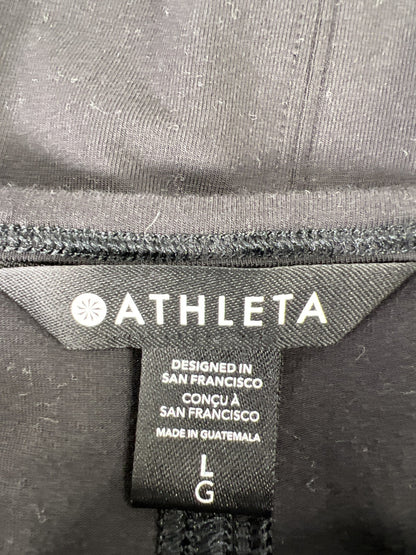 ATHLETA
DESIGNED IN
SAN FRANCISCO
CONÇU À
SAN FRANCISCO
MADE IN GUATEMALA
L
G